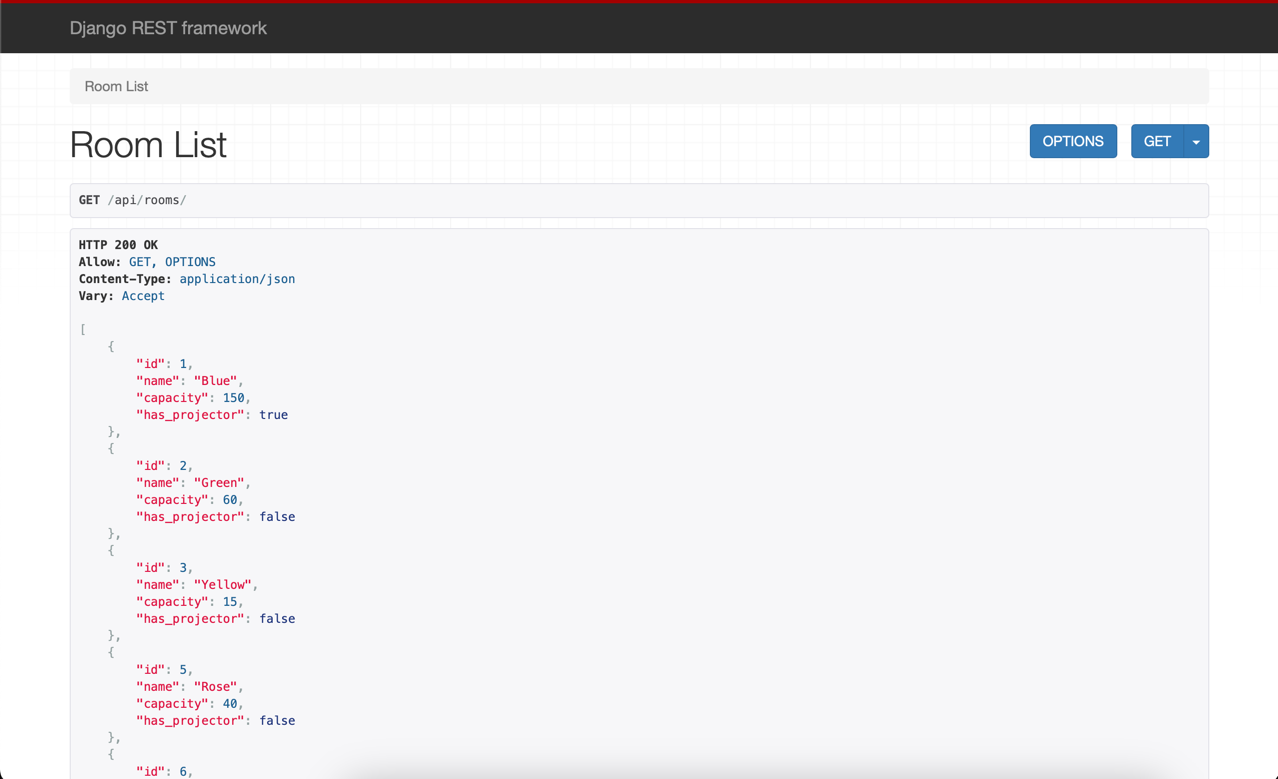 Django REST framework
Room List
Room List
OPTIONS GET
GET /api/rooms/
HTTP 200 OK
Allow: GET, OPTIONS
Content-Type: application/json
Vary: Accept
[
    {
        "id": 1,
        "name": "Blue",
        "capacity": 150,
        "has_projector": true
    },
    {
        "id": 2,
        "name": "Green",
        "capacity": 60,
        "has_projector": false
    },
    {
        "id": 3,
        "name": "Yellow",
        "capacity": 15,
        "has_projector": false
    },
    {
        "id": 5,
        "name": "Rose",
        "capacity": 40,
        "has_projector": false
    },
    {
        "id": 6,